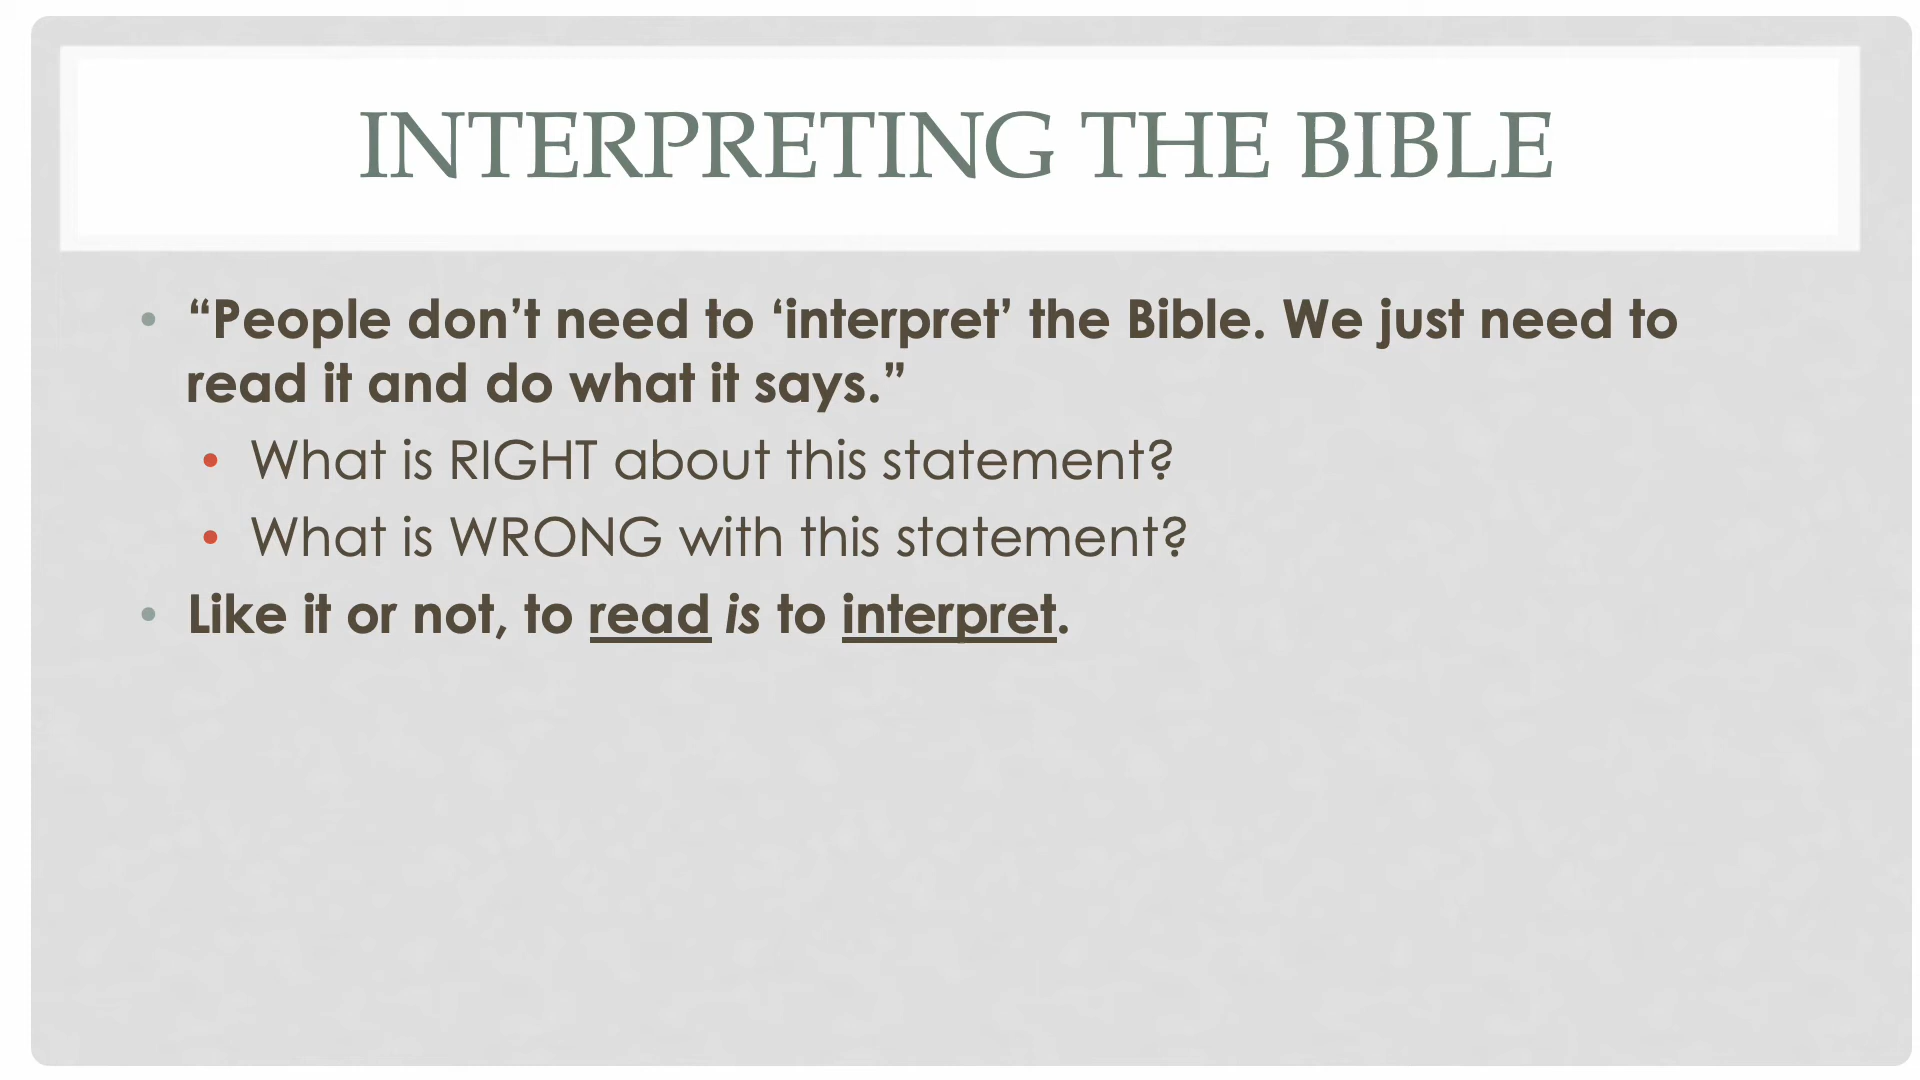 INTERPRETING THE BIBLE
• “People don’t need to ‘interpret’ the Bible. We just need to
read it and do what it says.”
• What is RIGHT about this statement?
• What is WRONG with this statement?
• Like it or not, to read is to interpret.